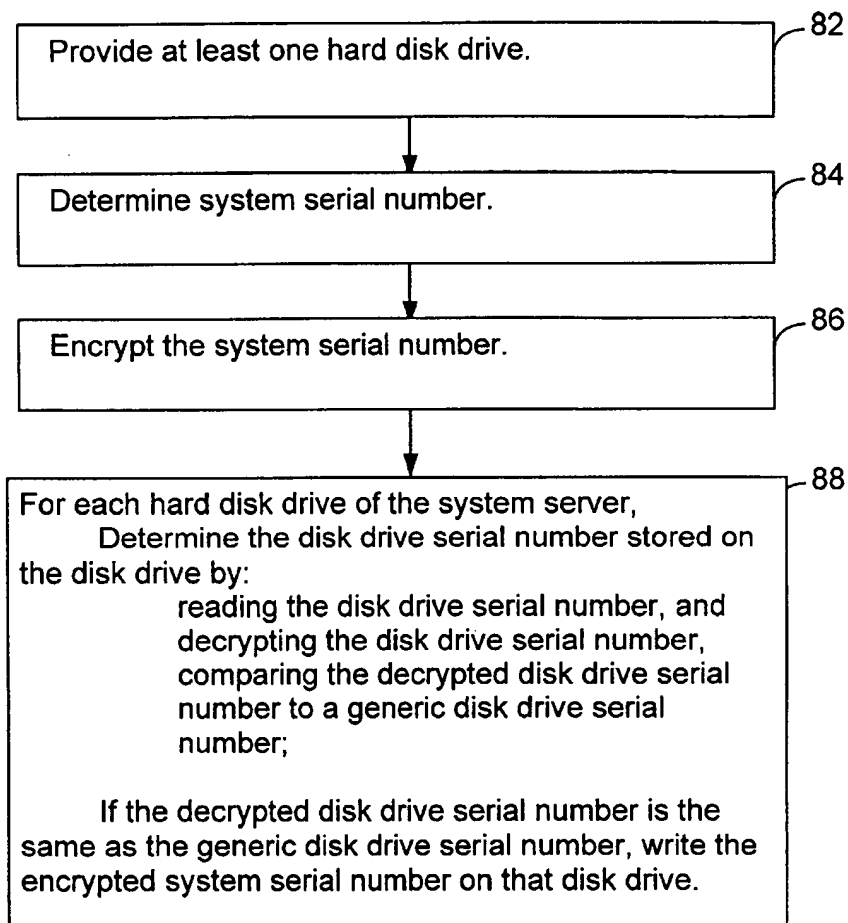 82
Provide at least one hard disk drive.
84
Determine system serial number.
86
Encrypt the system serial number.
88
For each hard disk drive of the system server,
Determine the disk drive serial number stored on
the disk drive by:
reading the disk drive serial number, and
decrypting the disk drive serial number,
comparing the decrypted disk drive serial
number to a generic disk drive serial
number;
If the decrypted disk drive serial number is the
same as the generic disk drive serial number, write the
encrypted system serial number on that disk drive.